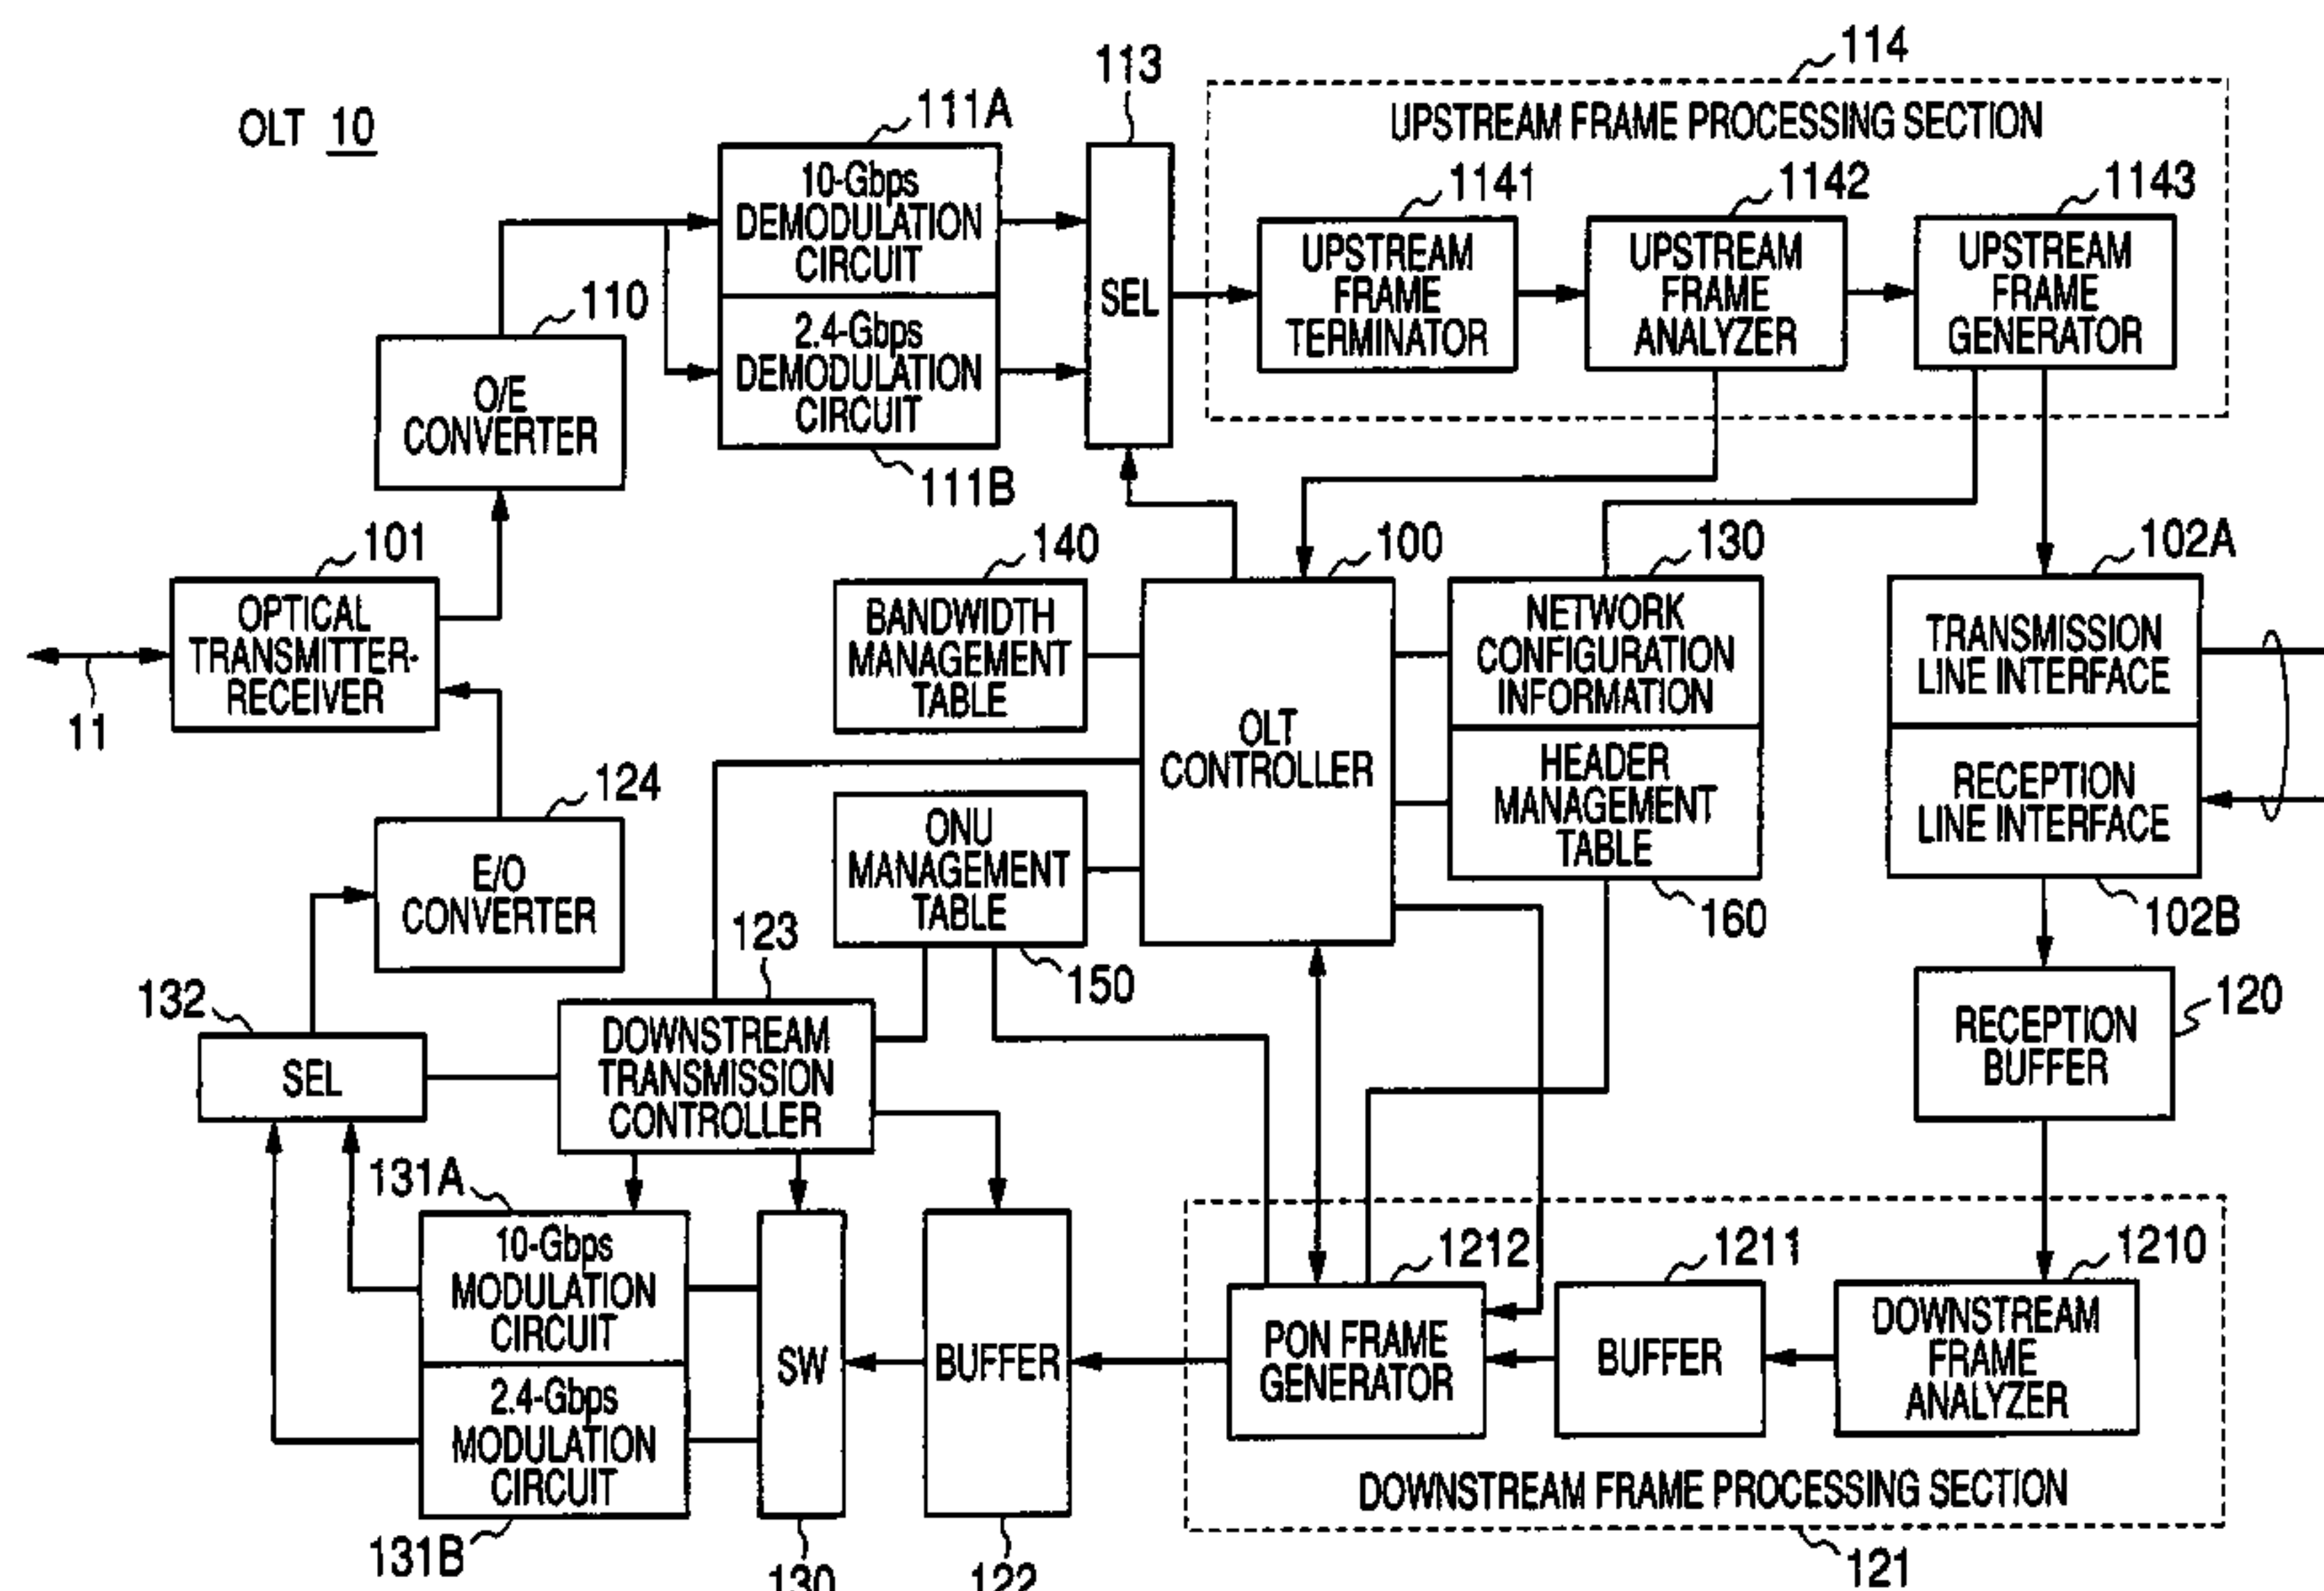 114
113
111A
OLT 10
UPSTREAM FRAME PROCESSING SECTION
10-Gbps
DEMODULATION
CIRCUIT
1141
1142
1143
110
SEL
UPSTREAM
FRAME
TERMINATOR
UPSTREAM
FRAME
ANALYZER
UPSTREAM
FRAME
GENERATOR
2.4-Gbps
DEMODULATION
CIRCUIT
O/E
CONVERTER
111B
101
140
100
130
102A
OPTICAL
TRANSMITTER-
RECEIVER
BANDWIDTH
MANAGEMENT
TABLE
NETWORK
CONFIGURATION
INFORMATION
TRANSMISSION
LINE INTERFACE
11
OLT
CONTROLLER
124
ONU
MANAGEMENT
TABLE
HEADER
MANAGEMENT
TABLE
RECEPTION
LINE INTERFACE
E/O
CONVERTER
123
160
102B
132
150
120
SEL
DOWNSTREAM
TRANSMISSION
CONTROLLER
RECEPTION
BUFFER
131A
1212
1211
1210
10-Gbps
MODULATION
CIRCUIT
SW
BUFFER
PON FRAME
GENERATOR
BUFFER
DOWNSTREAM
FRAME
ANALYZER
2.4-Gbps
MODULATION
CIRCUIT
DOWNSTREAM FRAME PROCESSING SECTION
131B
130
122
121